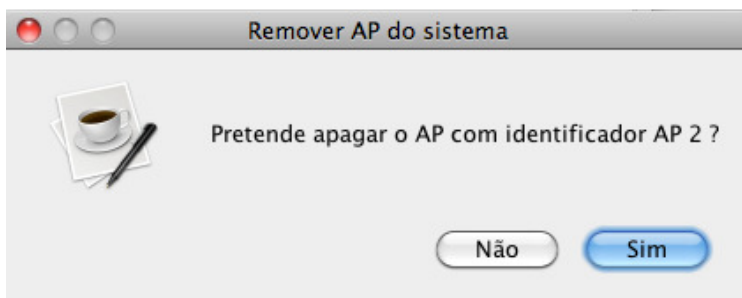 Remover AP do sistema
Pretende apagar o AP com identificador AP 2 ?
Não
Sim